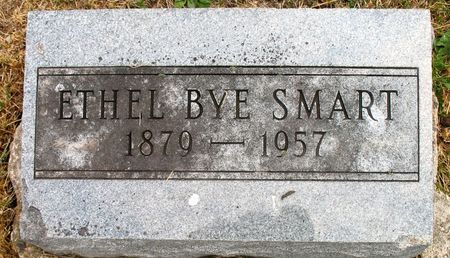 ETHEL BYE SMART
1879 — 1957